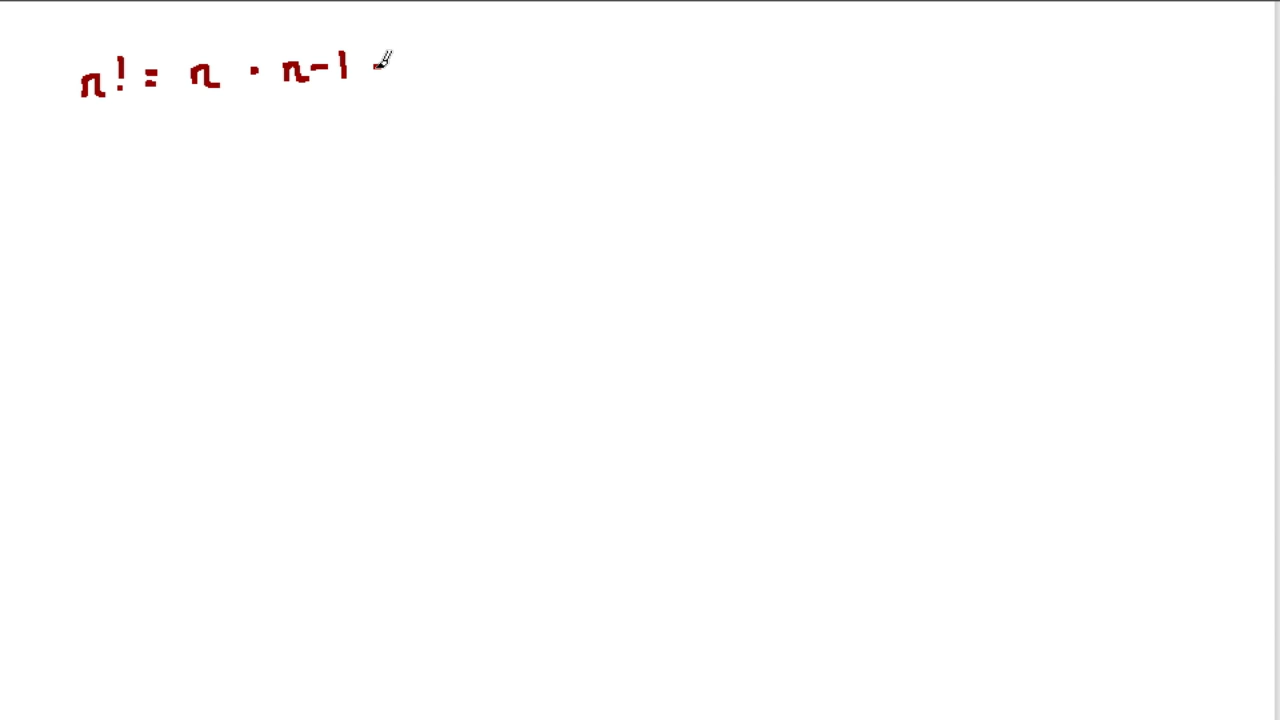 n! = n · n-1 ·